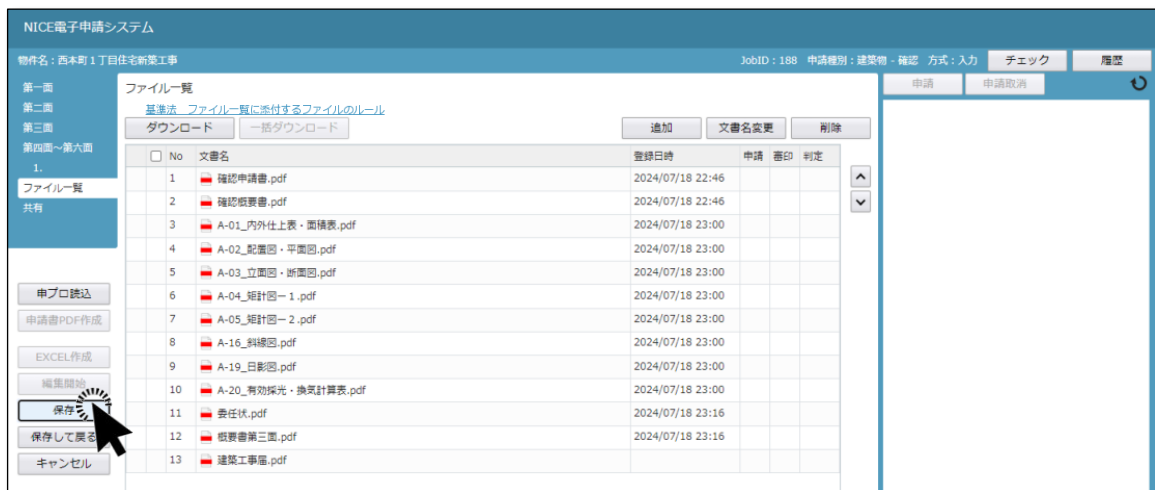 NICE電子申請システム
物件名：西本町１丁目住宅新築工事 JobID：188 申請種別：建築物 - 確認 方式：入力 チェック 履歴
申請 申請取消
第一面
第二面
第三面
第四面～第六面
1.
ファイル一覧
共有
申プロ読込
申請書PDF作成
EXCEL作成
編集開始
保存
保存して戻る
キャンセル
ファイル一覧
基準法 ファイル一覧に添付するファイルのルール
ダウンロード 一括ダウンロード 追加 文書名変更 削除
No 文書名 登録日時 申請 審印 判定
1 確認申請書.pdf 2024/07/18 22:46
2 確認概要書.pdf 2024/07/18 22:46
3 A-01_内外仕上表・面積表.pdf 2024/07/18 23:00
4 A-02_配置図・平面図.pdf 2024/07/18 23:00
5 A-03_立面図・断面図.pdf 2024/07/18 23:00
6 A-04_矩計図－１.pdf 2024/07/18 23:00
7 A-05_矩計図－２.pdf 2024/07/18 23:00
8 A-16_斜線図.pdf 2024/07/18 23:00
9 A-19_日影図.pdf 2024/07/18 23:00
10 A-20_有効採光・換気計算表.pdf 2024/07/18 23:00
11 委任状.pdf 2024/07/18 23:16
12 概要書第三面.pdf 2024/07/18 23:16
13 建築工事届.pdf